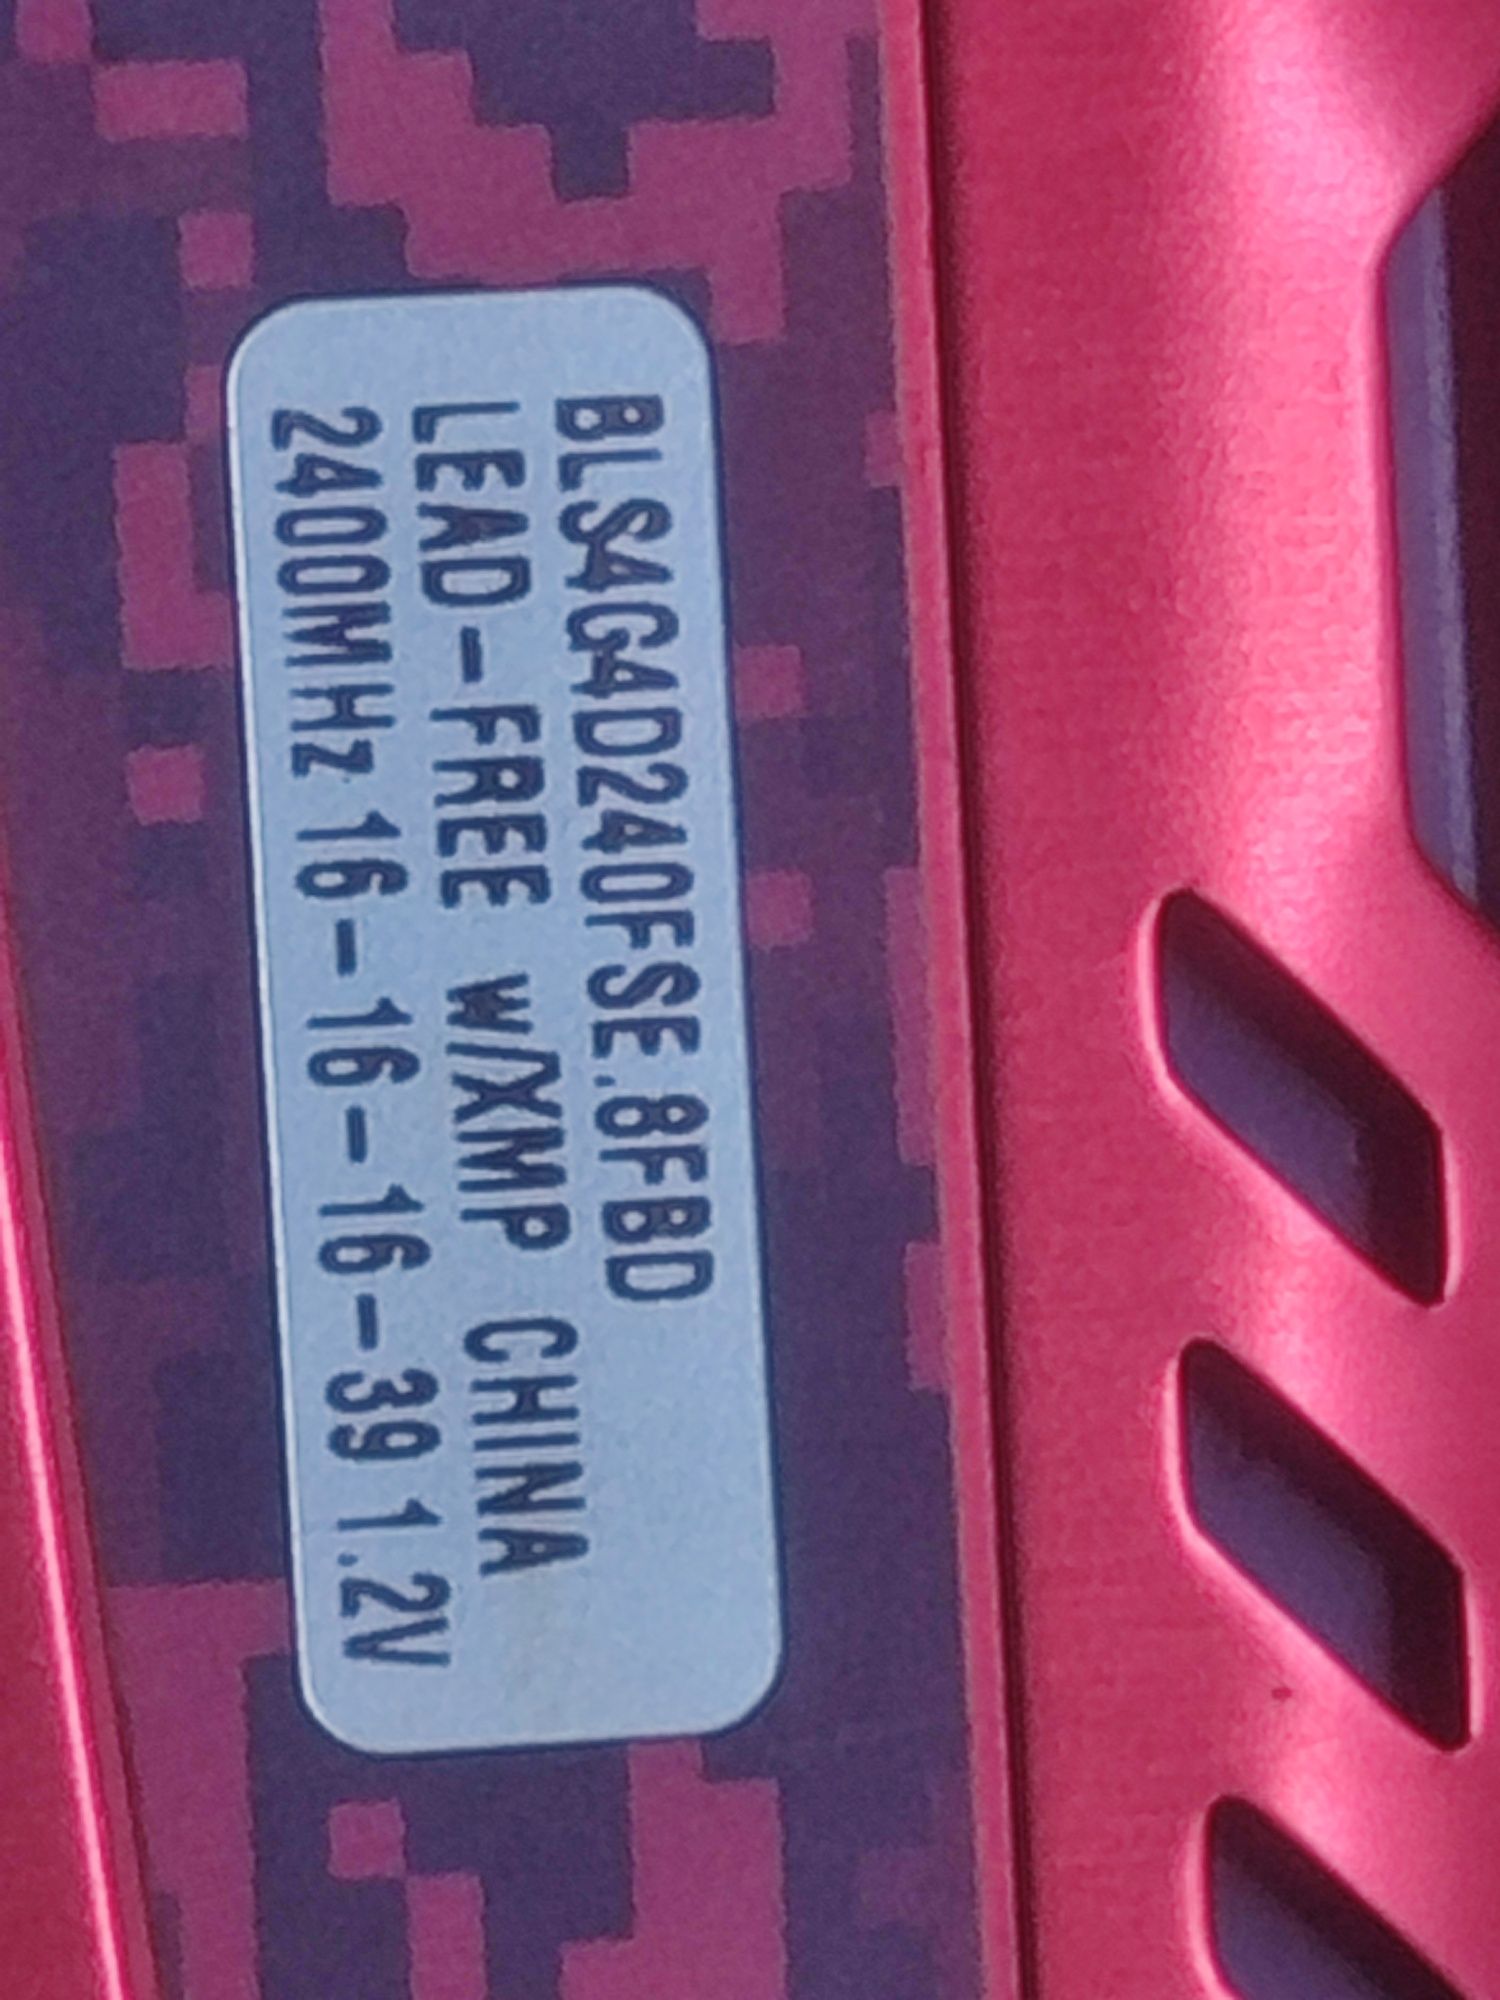 BLS4G4D240FSE.8FBD
LEAD-FREE W/XMP CHINA
2400MHz 16-16-16-39 1.2V